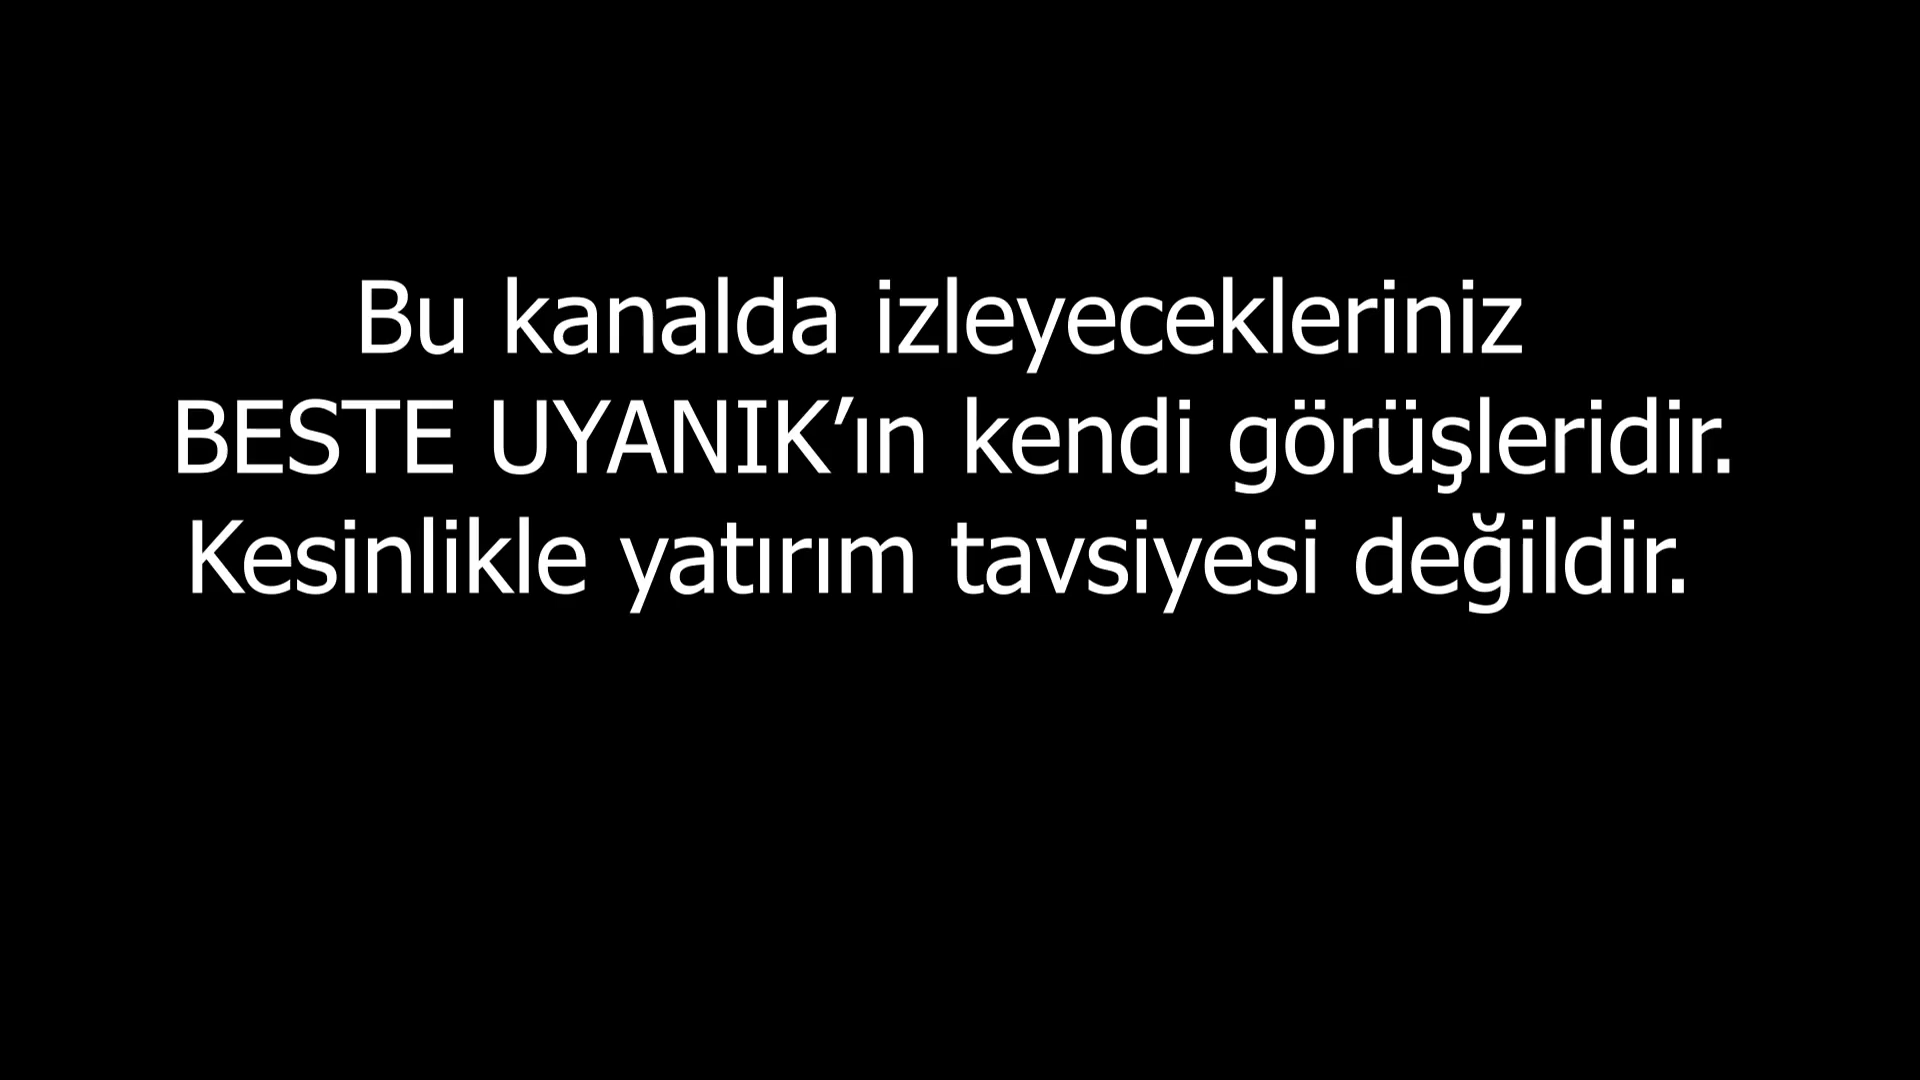 Bu kanalda izleyecekleriniz
BESTE UYANIK’ın kendi görüşleridir.
Kesinlikle yatırım tavsiyesi değildir.